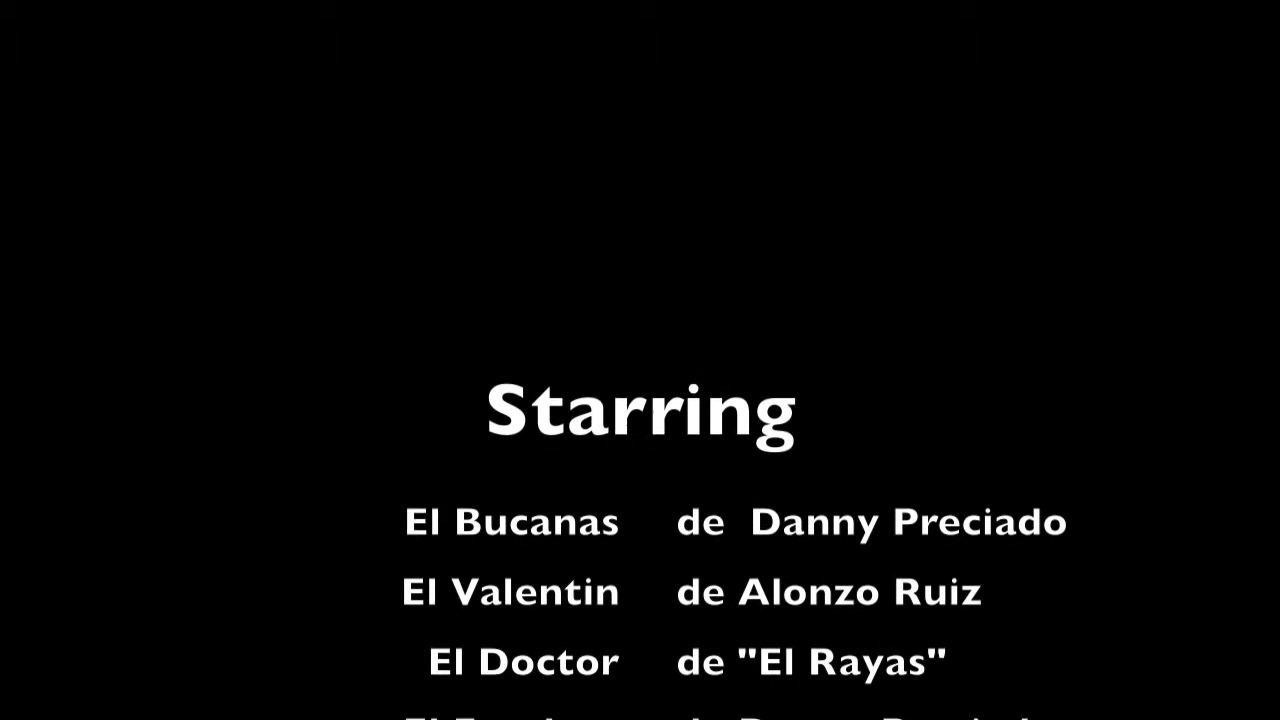 Starring
El Bucanas de Danny Preciado
El Valentin de Alonzo Ruiz
El Doctor de "El Rayas"